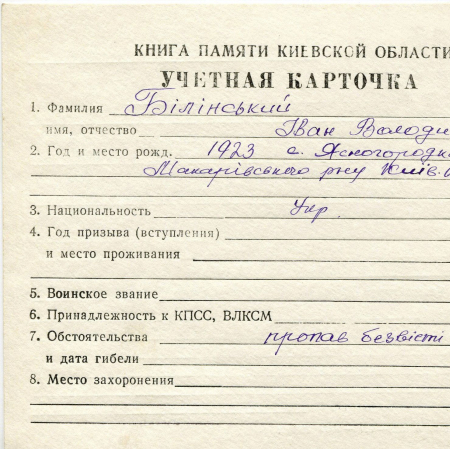 КНИГА ПАМЯТИ КИЕВСКОЙ ОБЛАСТИ
УЧЕТНАЯ КАРТОЧКА
1. Фамилия Білінський
имя, отчество Іван Володи
2. Год и место рожд. 1923 с. Ясногородка
Макарівського р-ну Київ.
3. Национальность Укр.
4. Год призыва (вступления)
и место проживания
5. Воинское звание
6. Принадлежность к КПСС, ВЛКСМ
7. Обстоятельства пропав безвісті
и дата гибели
8. Место захоронения